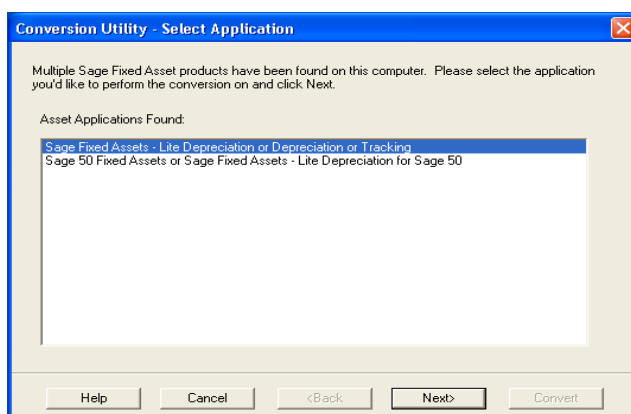 Conversion Utility - Select Application
Multiple Sage Fixed Asset products have been found on this computer. Please select the application
you'd like to perform the conversion on and click Next.
Asset Applications Found:
Sage Fixed Assets - Lite Depreciation or Depreciation or Tracking
Sage 50 Fixed Assets or Sage Fixed Assets - Lite Depreciation for Sage 50
Help Cancel <Back Next> Convert